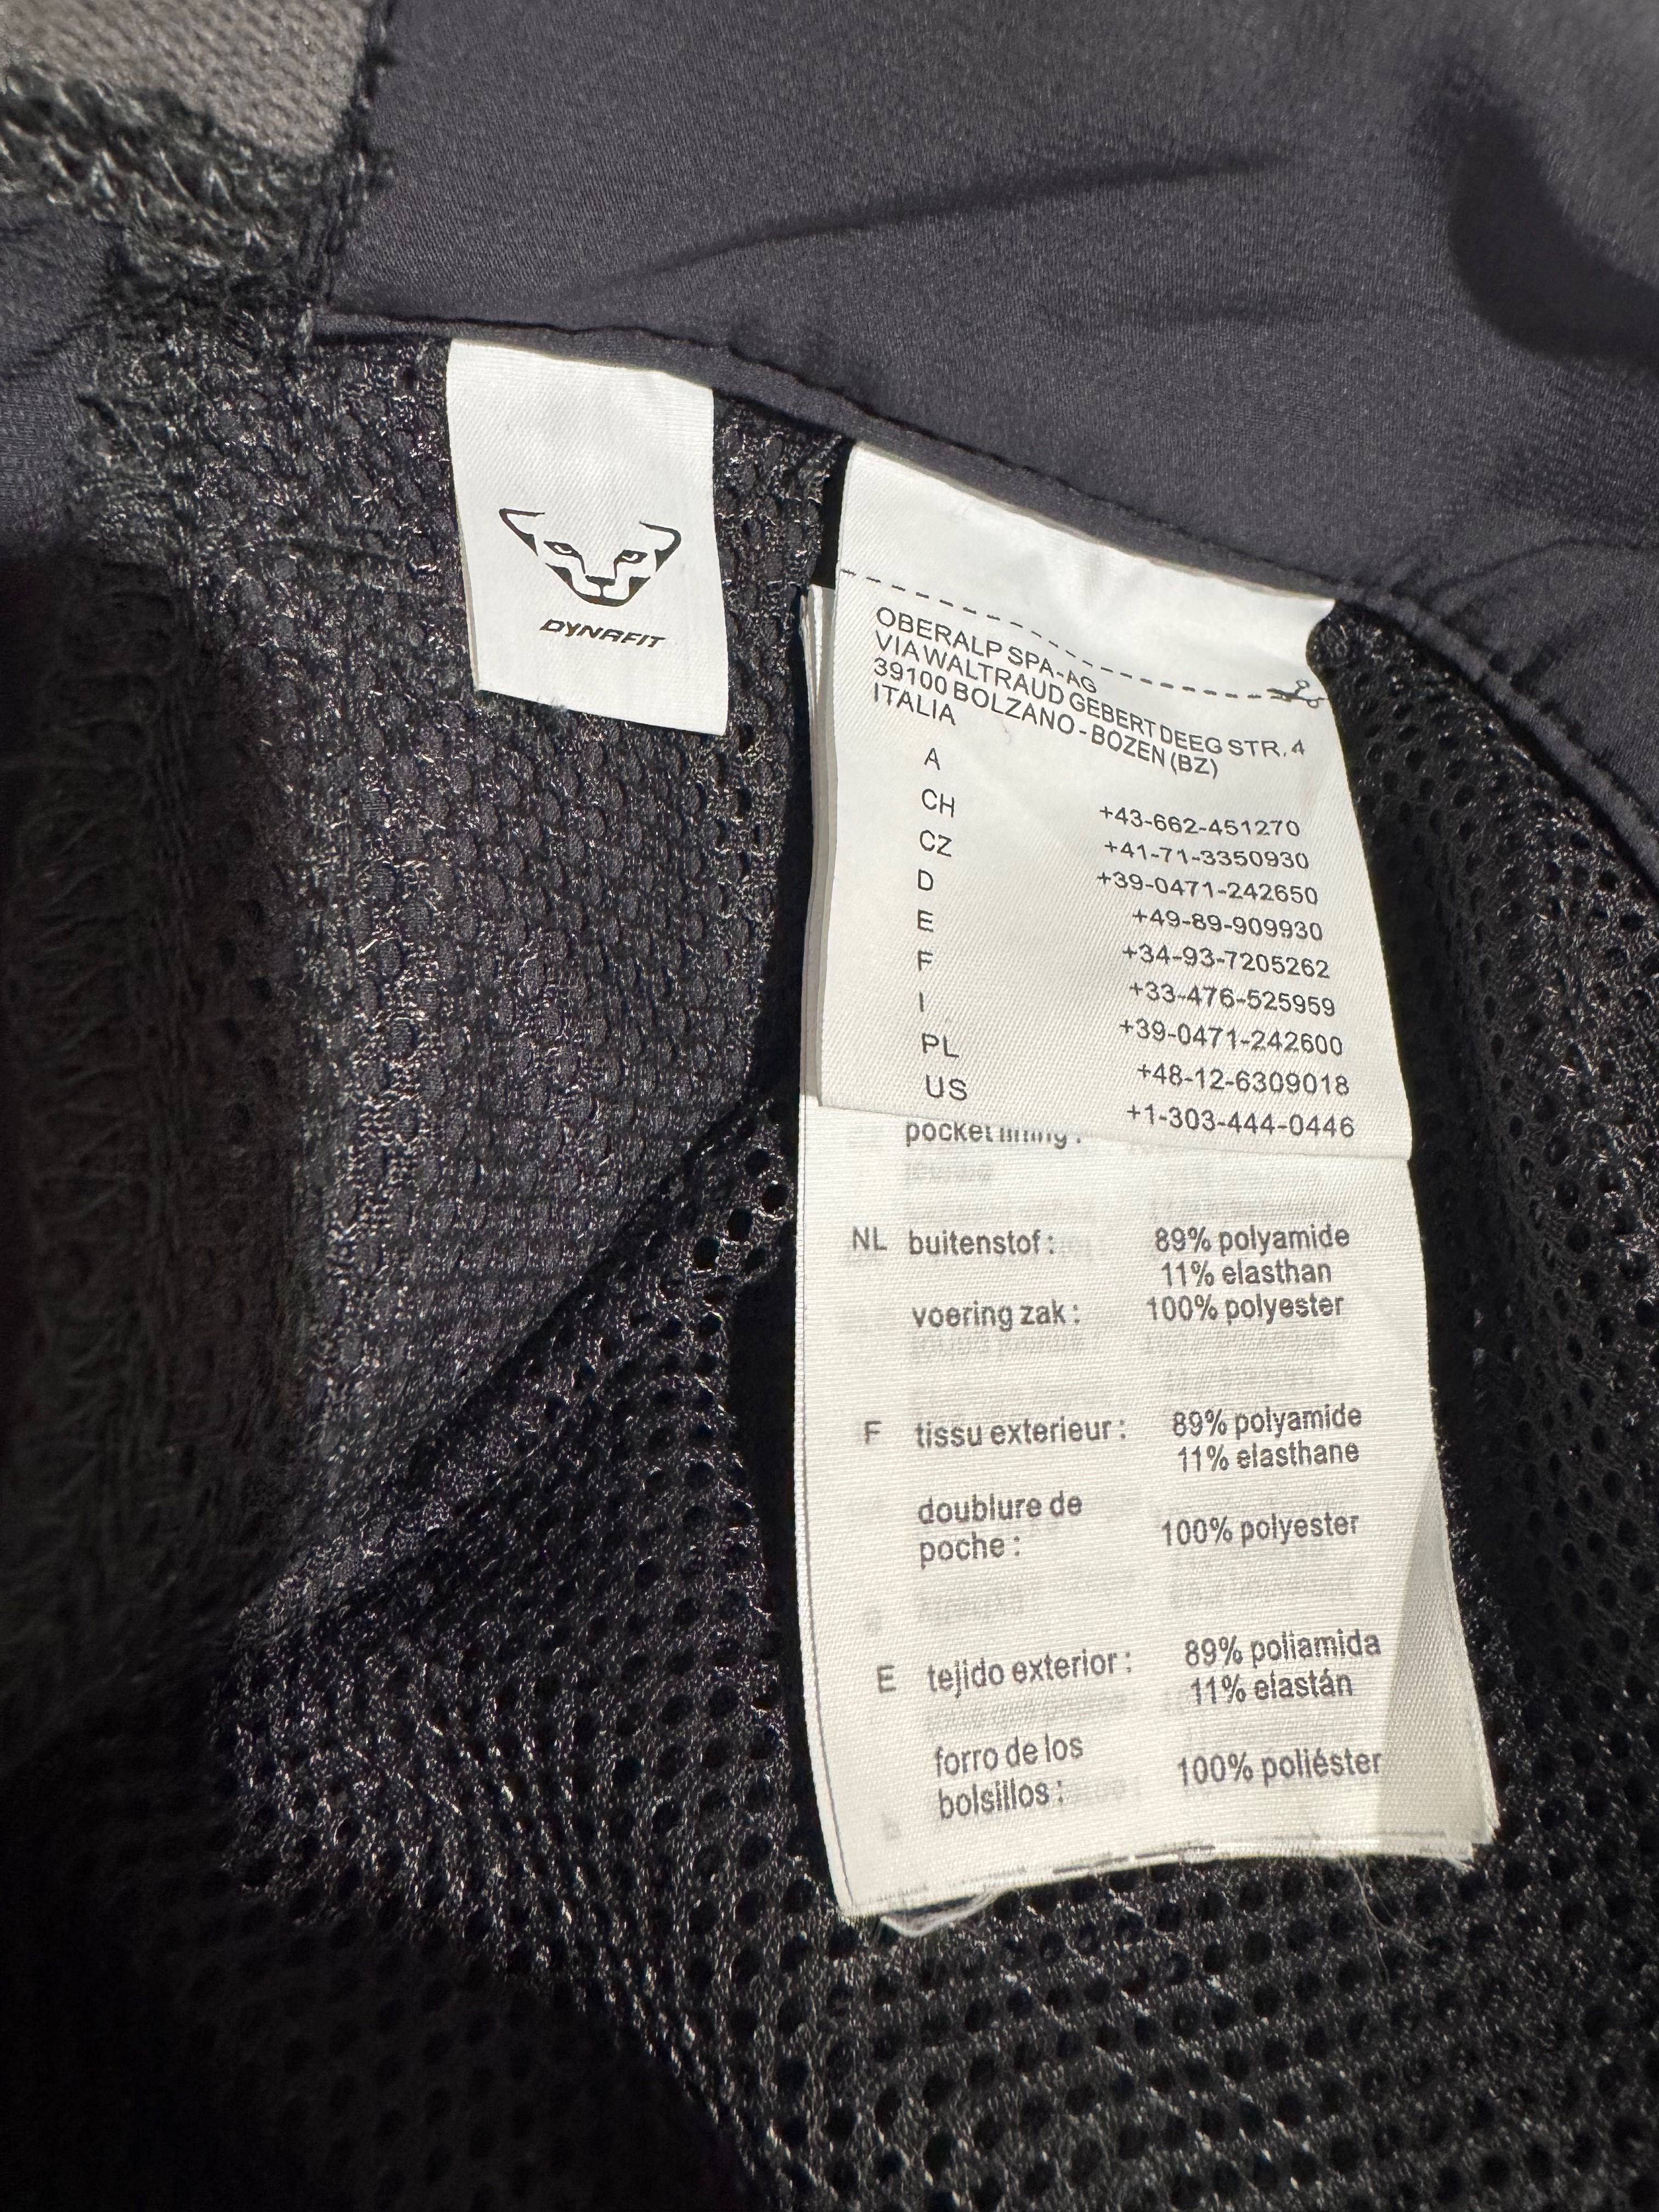 DYNAFIT
OBERALP SPA-AG
VIA WALTRAUD GEBERT DEEG STR. 4
39100 BOLZANO - BOZEN (BZ)
ITALIA
A +43-662-451270
CH +41-71-3350930
CZ +39-0471-242650
D +49-89-909930
E +34-93-7205262
F +33-476-525959
I +39-0471-242600
PL +48-12-6309018
US +1-303-444-0446
pocket lining :
NL buitenstof : 89% polyamide
11% elasthan
voering zak : 100% polyester
F tissu exterieur : 89% polyamide
11% elasthane
doublure de
poche : 100% polyester
E tejido exterior : 89% poliamida
11% elastán
forro de los
bolsillos : 100% poliéster